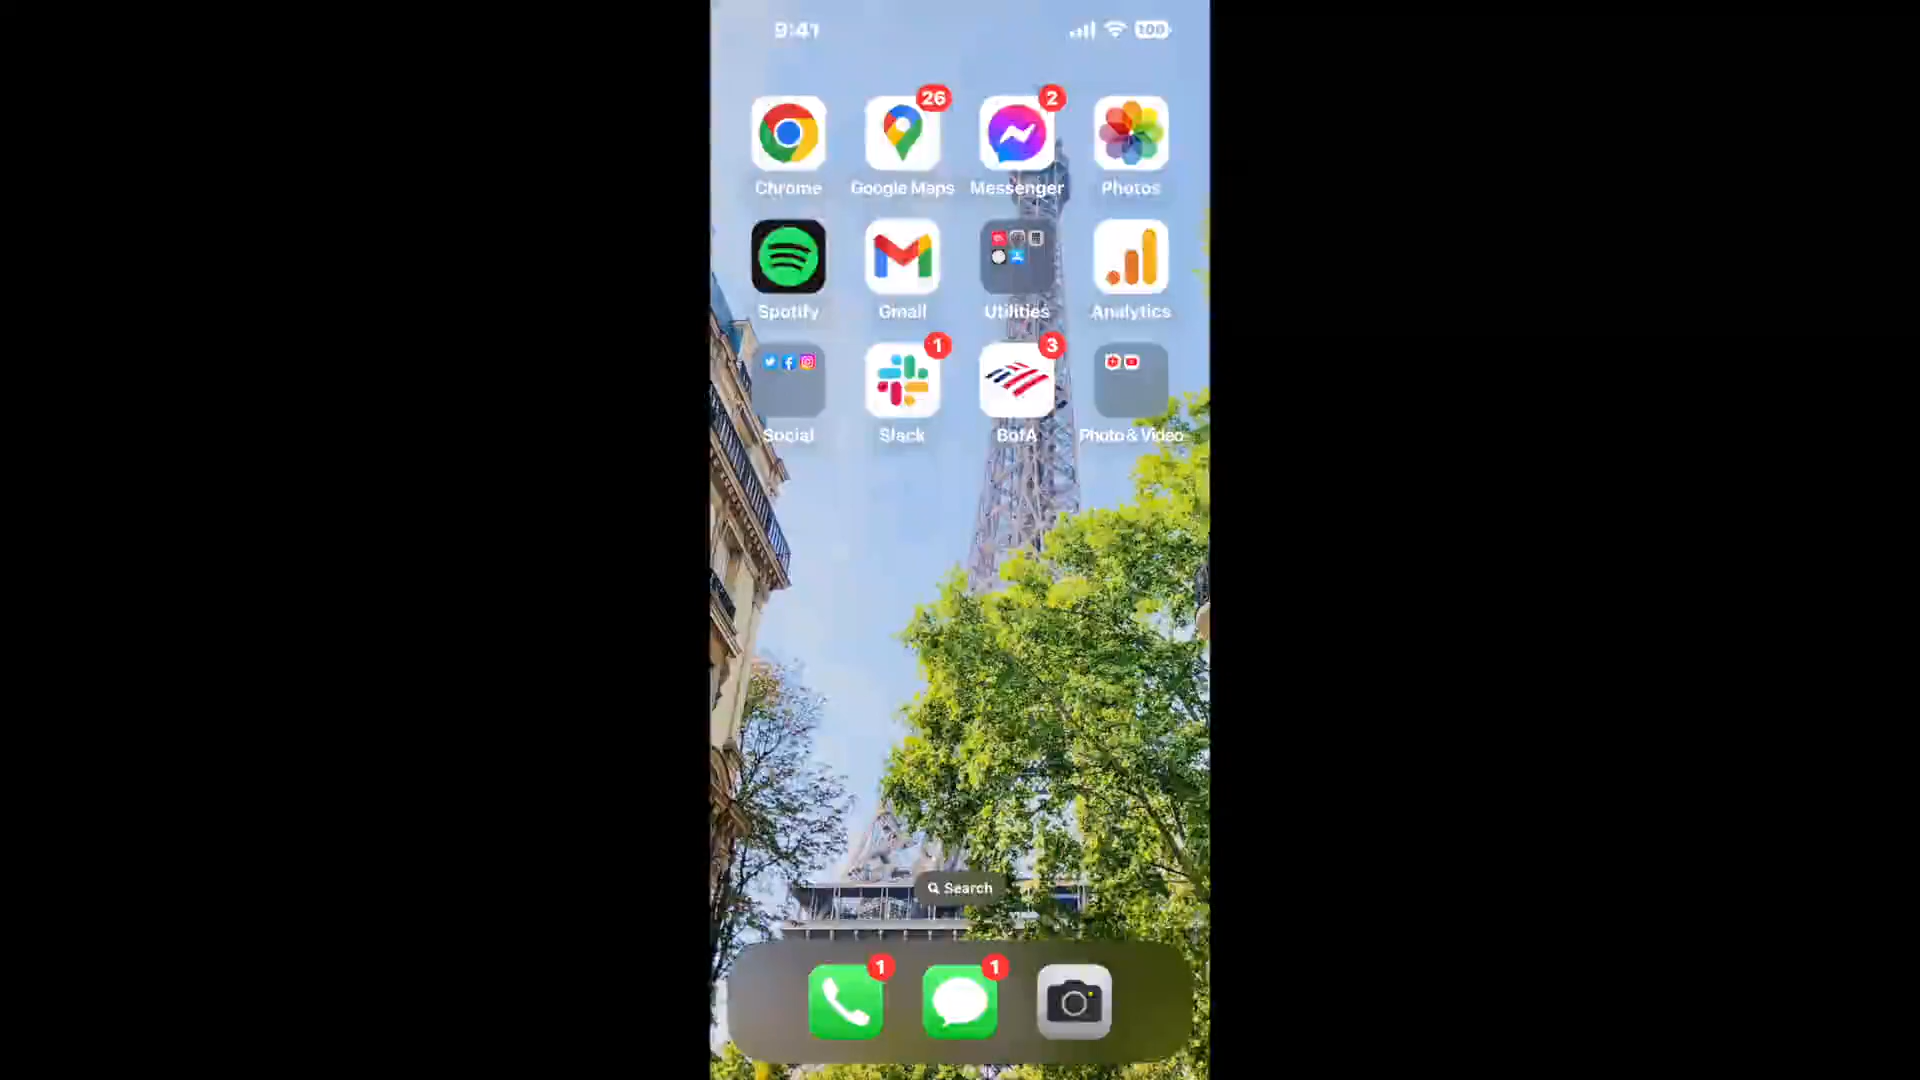 9:41
100
26
2
Chrome
Google Maps
Messenger
Photos
Spotify
Gmail
Utilities
Analytics
1
3
Social
Slack
BofA
Photo & Video
Search
1
1